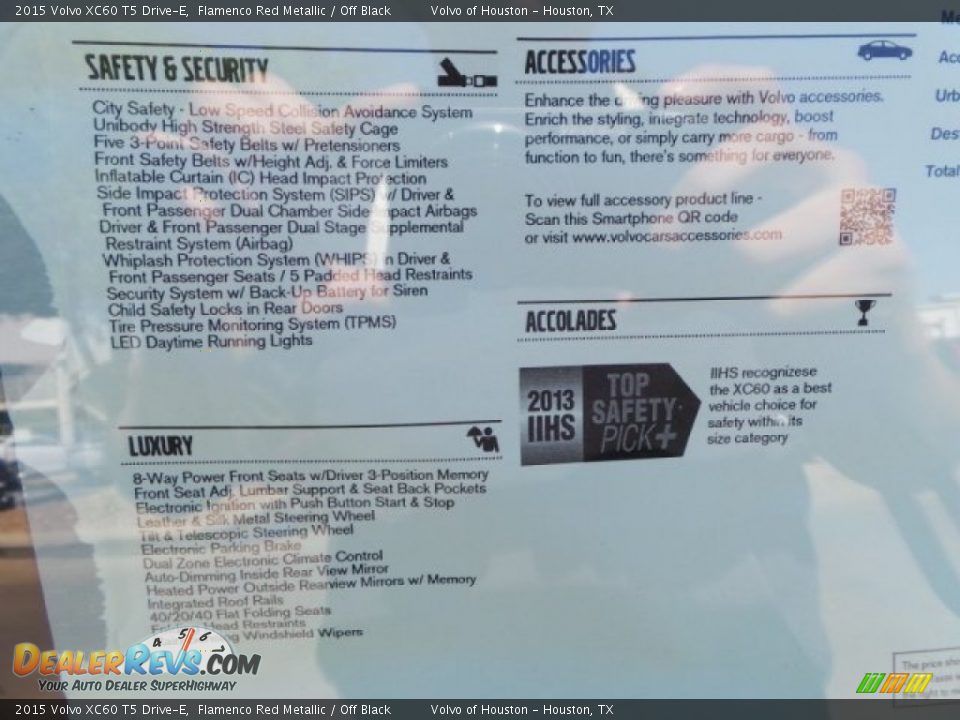 2015 Volvo XC60 T5 Drive-E, Flamenco Red Metallic / Off Black Volvo of Houston - Houston, TX
SAFETY & SECURITY
City Safety - Low Speed Collision Avoidance System
Unibody High Strength Steel Safety Cage
Five 3-Point Safety Belts w/ Pretensioners
Front Safety Belts w/Height Adj. & Force Limiters
Inflatable Curtain (IC) Head Impact Protection
Side Impact Protection System (SIPS) w/ Driver &
Front Passenger Dual Chamber Side Impact Airbags
Driver & Front Passenger Dual Stage Supplemental
Restraint System (Airbag)
Whiplash Protection System (WHIPS) in Driver &
Front Passenger Seats / 5 Padded Head Restraints
Security System w/ Back-Up Battery for Siren
Child Safety Locks in Rear Doors
Tire Pressure Monitoring System (TPMS)
LED Daytime Running Lights
LUXURY
8-Way Power Front Seats w/Driver 3-Position Memory
Front Seat Adj. Lumbar Support & Seat Back Pockets
Electronic Ignition with Push Button Start & Stop
Leather & Silk Metal Steering Wheel
Tilt & Telescopic Steering Wheel
Electronic Parking Brake
Dual Zone Electronic Climate Control
Auto-Dimming Inside Rear View Mirror
Heated Power Outside Rearview Mirrors w/ Memory
Integrated Roof Rails
40/20/40 Flat Folding Seats
Head Restraints
Windshield Wipers
ACCESSORIES
Enhance the driving pleasure with Volvo accessories.
Enrich the styling, integrate technology, boost
performance, or simply carry more cargo - from
function to fun, there's something for everyone.
To view full accessory product line -
Scan this Smartphone QR code
or visit www.volvocarsaccessories.com
ACCOLADES
2013
IIHS
TOP
SAFETY
PICK+
IIHS recognizese
the XC60 as a best
vehicle choice for
safety within its
size category
Me
Acc
Urb
Dest
Total
The price sho
DealerRevs.com
4 5 6
Your Auto Dealer SuperHighway
2015 Volvo XC60 T5 Drive-E, Flamenco Red Metallic / Off Black Volvo of Houston - Houston, TX